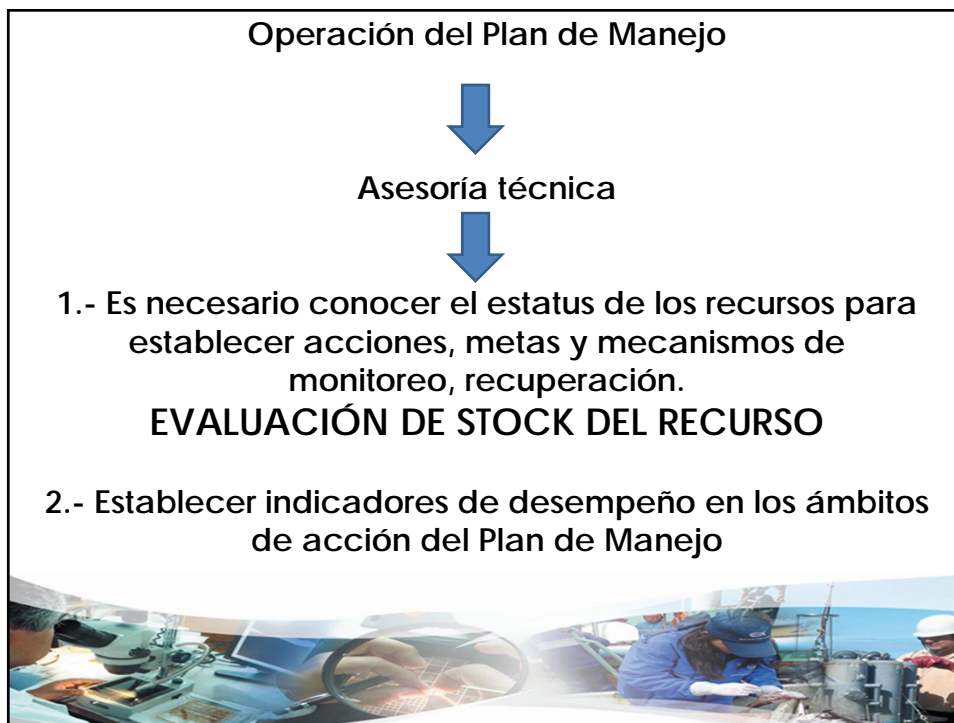 Operación del Plan de Manejo
Asesoría técnica
1.- Es necesario conocer el estatus de los recursos para
establecer acciones, metas y mecanismos de
monitoreo, recuperación.
EVALUACIÓN DE STOCK DEL RECURSO
2.- Establecer indicadores de desempeño en los ámbitos
de acción del Plan de Manejo